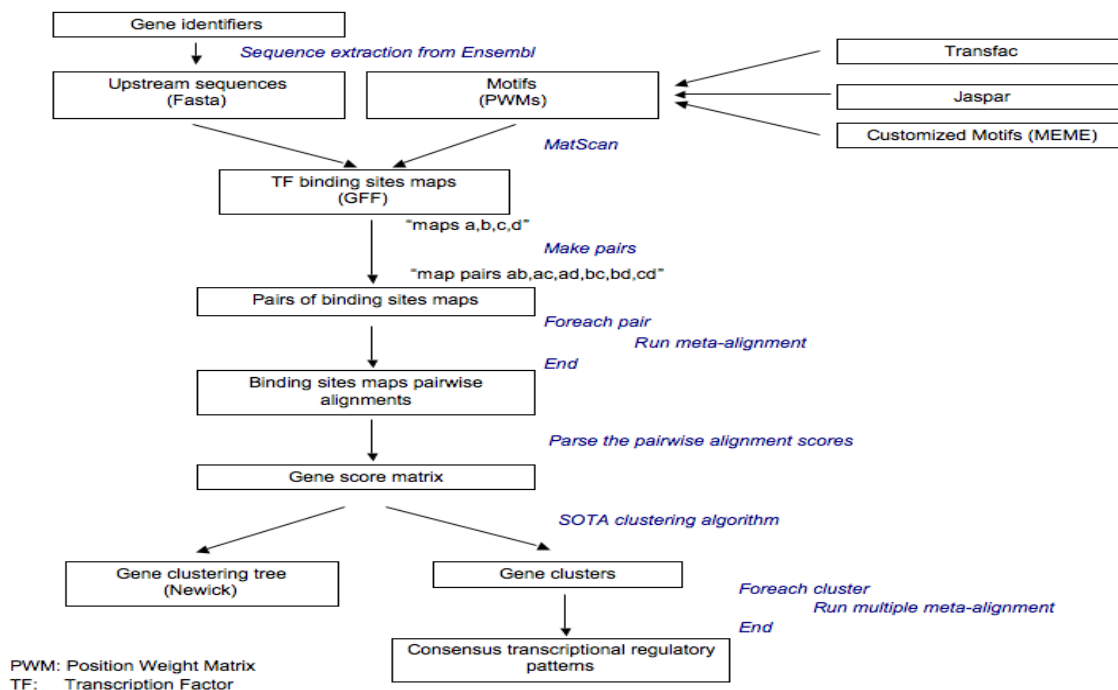 Gene identifiers
Sequence extraction from Ensembl
Transfac
Upstream sequences
(Fasta)
Motifs
(PWMs)
Jaspar
Customized Motifs (MEME)
MatScan
TF binding sites maps
(GFF)
"maps a,b,c,d"
Make pairs
"map pairs ab,ac,ad,bc,bd,cd"
Pairs of binding sites maps
Foreach pair
Run meta-alignment
End
Binding sites maps pairwise
alignments
Parse the pairwise alignment scores
Gene score matrix
SOTA clustering algorithm
Gene clustering tree
(Newick)
Gene clusters
Foreach cluster
Run multiple meta-alignment
End
Consensus transcriptional regulatory
patterns
PWM: Position Weight Matrix
TF: Transcription Factor